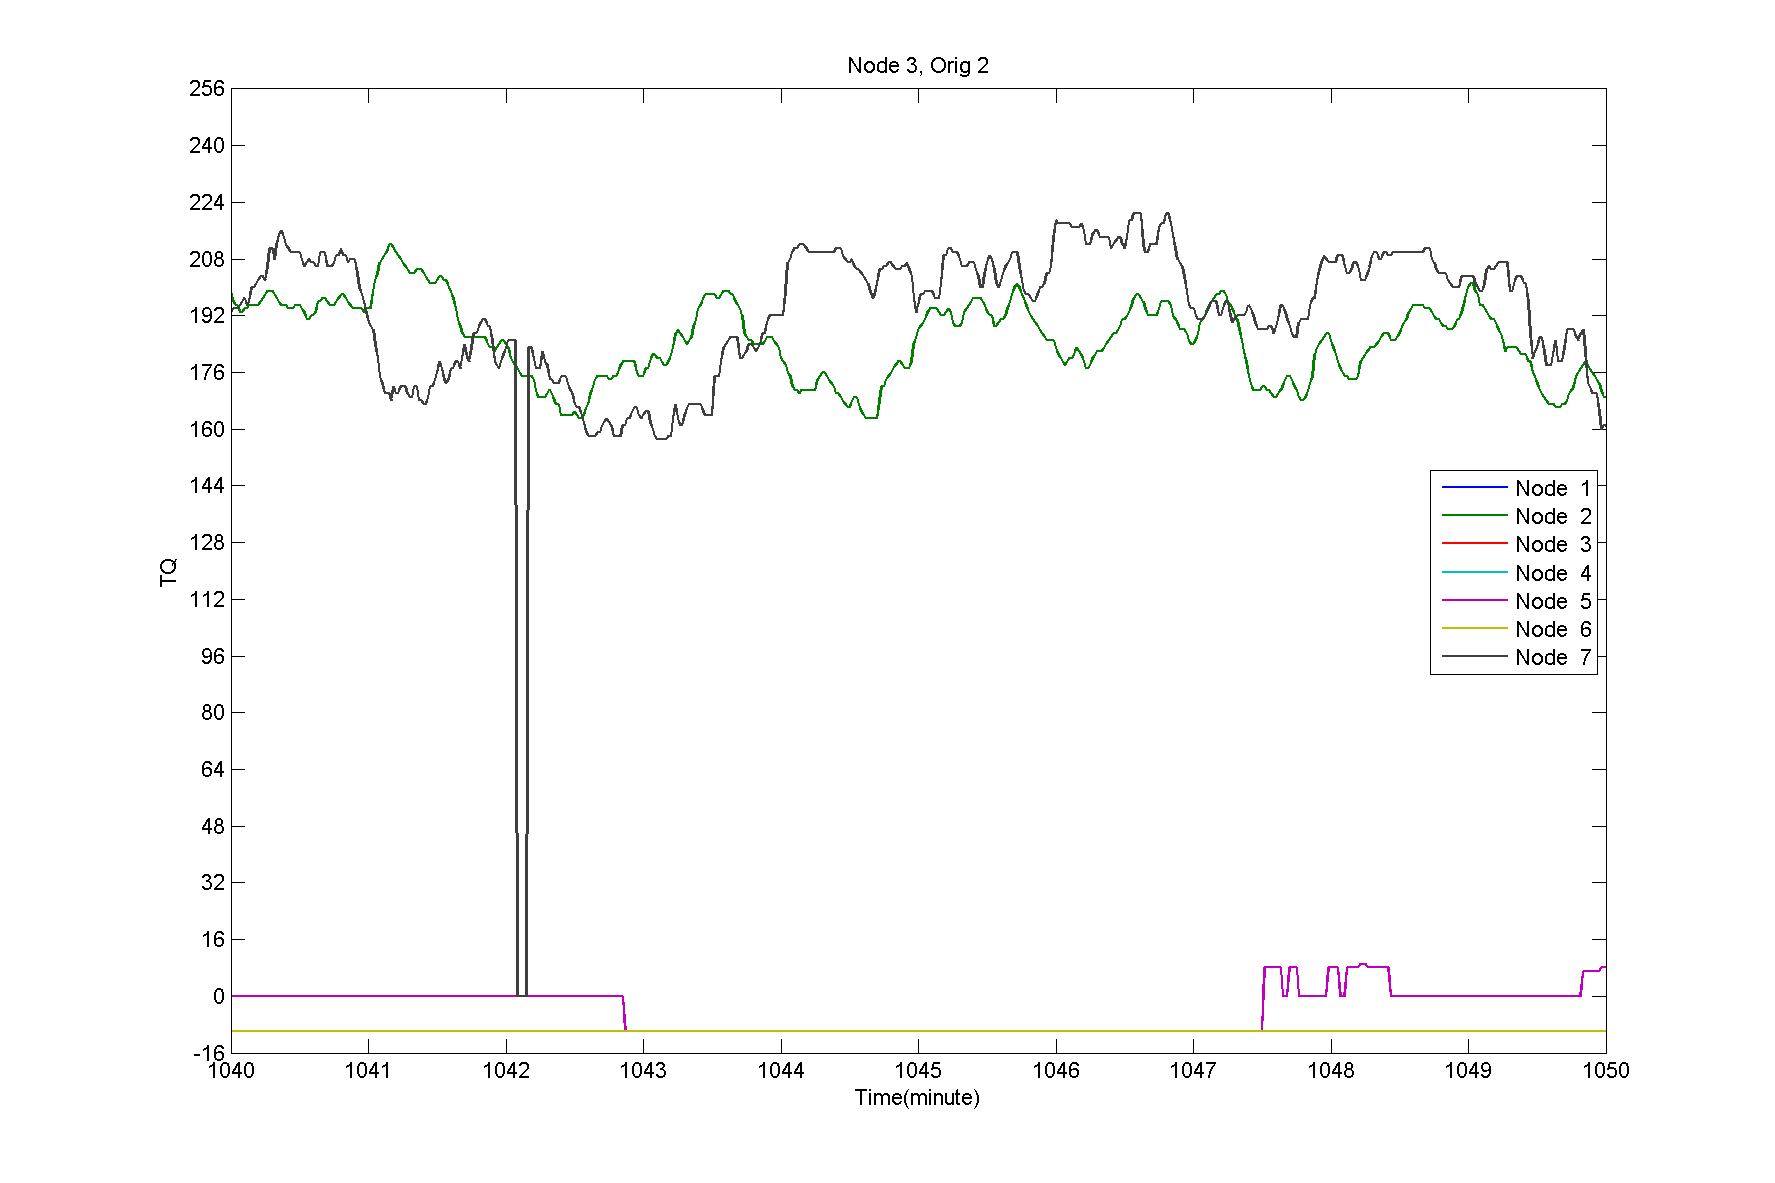 Node 3, Orig 2
256
240
224
208
192
176
160
144
128
112
96
80
64
48
32
16
0
-16
TQ
Node 1
Node 2
Node 3
Node 4
Node 5
Node 6
Node 7
1040 1041 1042 1043 1044 1045 1046 1047 1048 1049 1050
Time(minute)